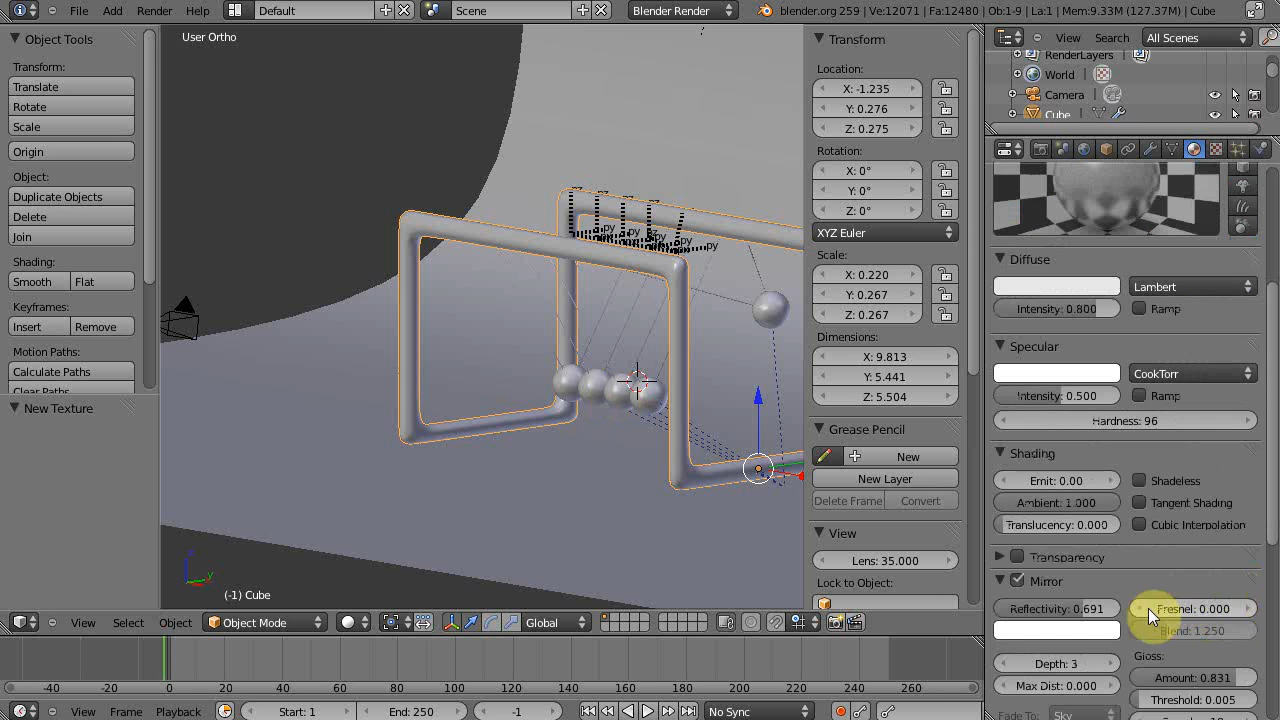 File Add Render Help Default Scene Blender Render blender.org 259 | Ve:12071 | Fa:12480 | Ob:1-9 | La:1 | Mem:9.33M (127.37M) | Cube
Object Tools
Transform:
Translate
Rotate
Scale
Origin
Object:
Duplicate Objects
Delete
Join
Shading:
Smooth Flat
Keyframes:
Insert Remove
Motion Paths:
Calculate Paths
Clear Paths
New Texture
User Ortho
py
py
py
py
py
(-1) Cube
Transform
Location:
X: -1.235
Y: 0.276
Z: 0.275
Rotation:
X: 0°
Y: 0°
Z: 0°
XYZ Euler
Scale:
X: 0.220
Y: 0.267
Z: 0.267
Dimensions:
X: 9.813
Y: 5.441
Z: 5.504
Grease Pencil
New
New Layer
Delete Frame Convert
View
Lens: 35.000
Lock to Object:
View Search All Scenes
RenderLayers
World
Camera
Cube
Diffuse
Lambert
Intensity: 0.800 Ramp
Specular
CookTorr
Intensity: 0.500 Ramp
Hardness: 96
Shading
Emit: 0.00 Shadeless
Ambient: 1.000 Tangent Shading
Translucency: 0.000 Cubic Interpolation
Transparency
Mirror
Reflectivity: 0.691 Fresnel: 0.000
Blend: 1.250
Gloss:
Depth: 3
Amount: 0.831
Max Dist: 0.000
Threshold: 0.005
Fade To: Sky
View Select Object Object Mode Global
-40 -20 0 20 40 60 80 100 120 140 160 180 200 220 240 260
View Frame Playback Start: 1 End: 250 -1 No Sync